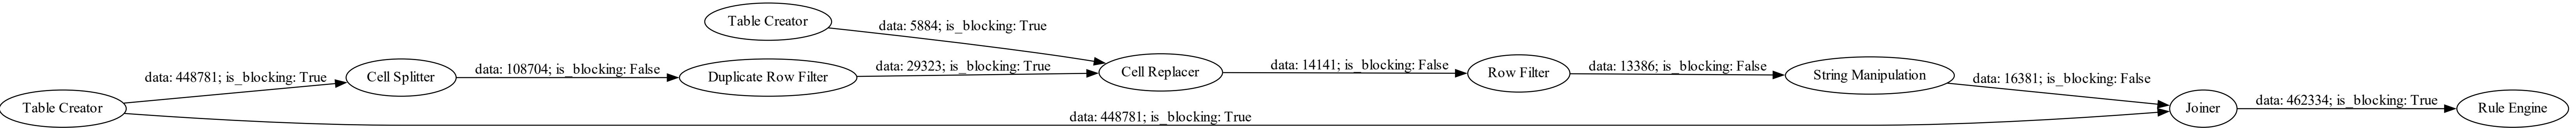 Table Creator
data: 5884; is_blocking: True
data: 448781; is_blocking: True
Cell Splitter
data: 108704; is_blocking: False
Duplicate Row Filter
data: 29323; is_blocking: True
Cell Replacer
data: 14141; is_blocking: False
Row Filter
data: 13386; is_blocking: False
String Manipulation
data: 16381; is_blocking: False
Table Creator
data: 448781; is_blocking: True
Joiner
data: 462334; is_blocking: True
Rule Engine